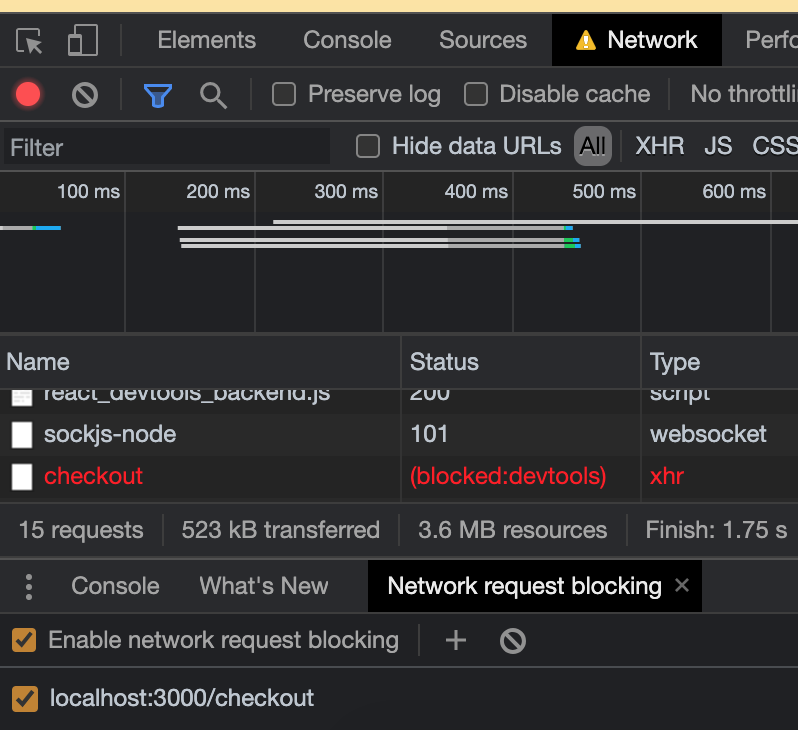 Elements Console Sources Network Perfo
Preserve log Disable cache No throttli
Filter Hide data URLs All XHR JS CSS
100 ms 200 ms 300 ms 400 ms 500 ms 600 ms
Name Status Type
react_devtools_backend.js 200 script
sockjs-node 101 websocket
checkout (blocked:devtools) xhr
15 requests 523 kB transferred 3.6 MB resources Finish: 1.75 s
Console What's New Network request blocking ×
Enable network request blocking
localhost:3000/checkout